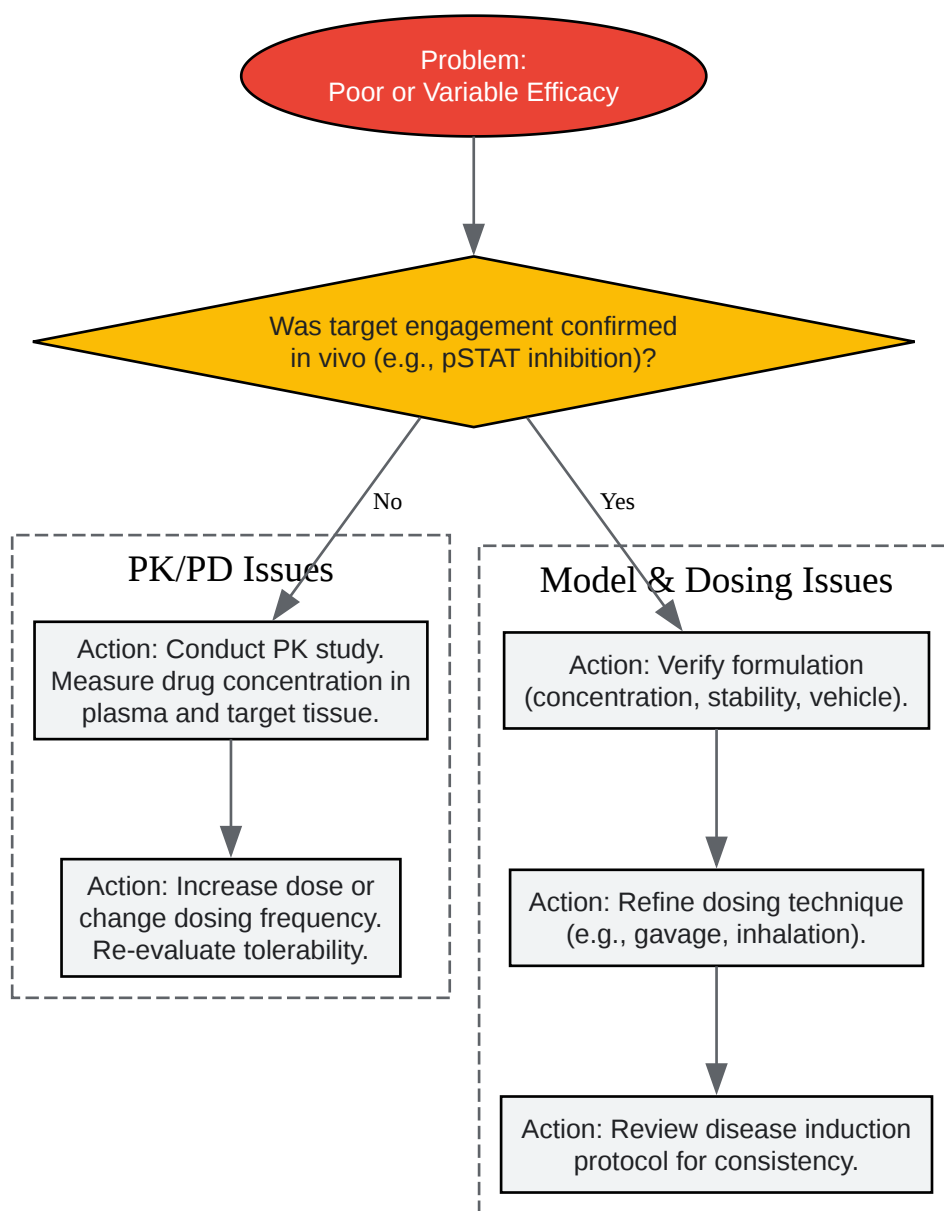 Problem:
Poor or Variable Efficacy
Was target engagement confirmed
in vivo (e.g., pSTAT inhibition)?
No
Yes
PK/PD Issues
Action: Conduct PK study.
Measure drug concentration in
plasma and target tissue.
Action: Increase dose or
change dosing frequency.
Re-evaluate tolerability.
Model & Dosing Issues
Action: Verify formulation
(concentration, stability, vehicle).
Action: Refine dosing technique
(e.g., gavage, inhalation).
Action: Review disease induction
protocol for consistency.